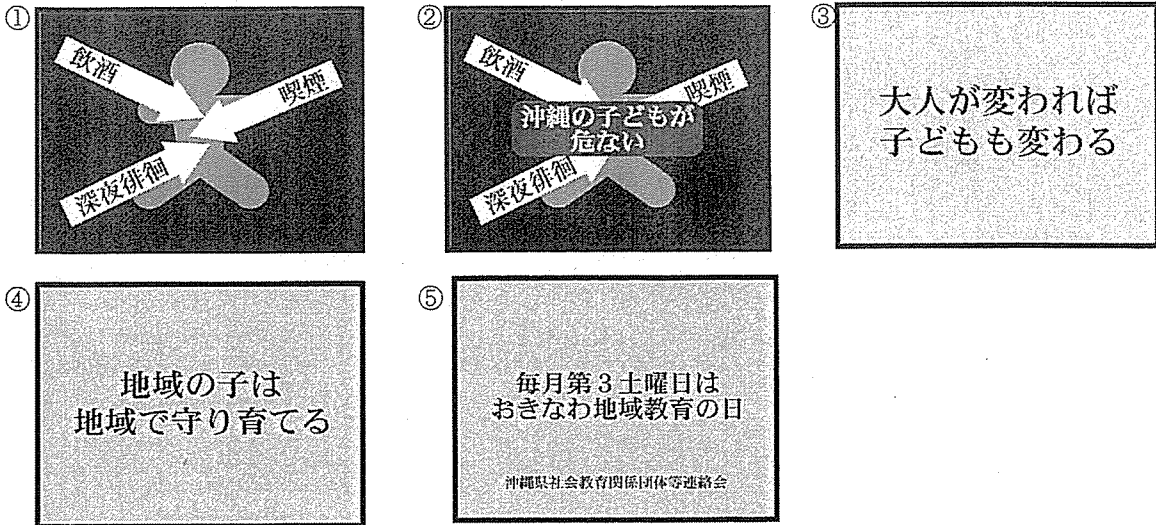 ①
飲酒
喫煙
深夜徘徊
②
飲酒
喫煙
沖縄の子どもが
危ない
深夜徘徊
③
大人が変われば
子どもも変わる
④
地域の子は
地域で守り育てる
⑤
毎月第3土曜日は
おきなわ地域教育の日
沖縄県社会教育関係団体等連絡会